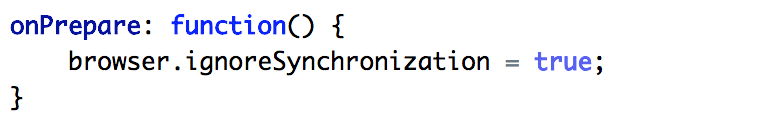 onPrepare: function() {
    browser.ignoreSynchronization = true;
}